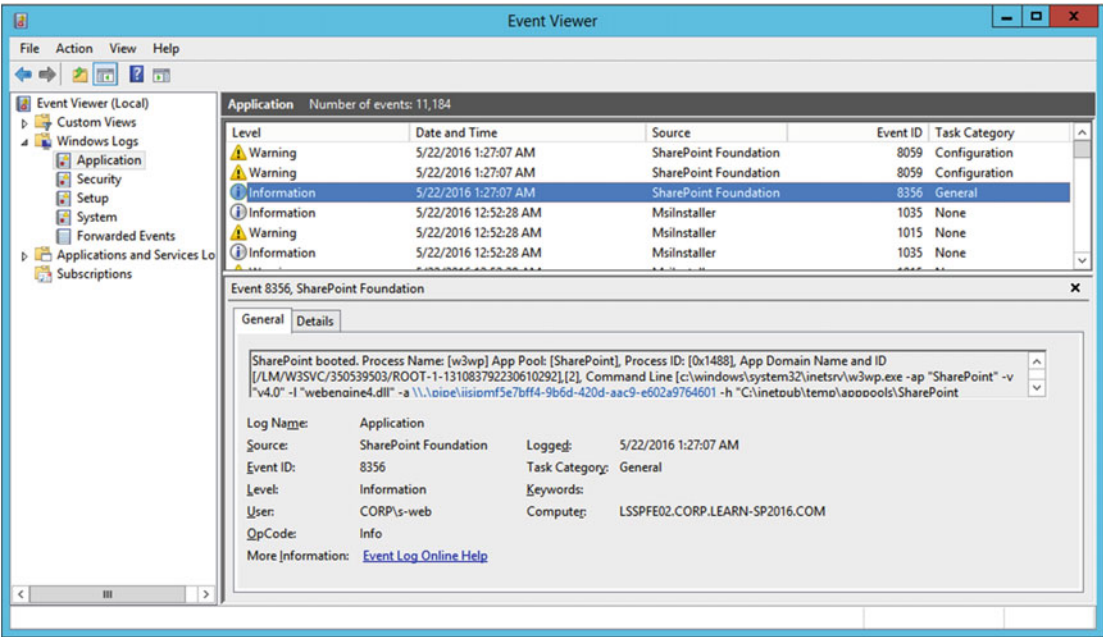 Event Viewer
File Action View Help
Event Viewer (Local)
Custom Views
Windows Logs
Application
Security
Setup
System
Forwarded Events
Applications and Services Lo
Subscriptions
Application Number of events: 11,184
Level Date and Time Source Event ID Task Category
Warning 5/22/2016 1:27:07 AM SharePoint Foundation 8059 Configuration
Warning 5/22/2016 1:27:07 AM SharePoint Foundation 8059 Configuration
Information 5/22/2016 1:27:07 AM SharePoint Foundation 8356 General
Information 5/22/2016 12:52:28 AM MsiInstaller 1035 None
Warning 5/22/2016 12:52:28 AM MsiInstaller 1015 None
Information 5/22/2016 12:52:28 AM MsiInstaller 1035 None
Event 8356, SharePoint Foundation
General Details
SharePoint booted. Process Name: [w3wp] App Pool: [SharePoint], Process ID: [0x1488], App Domain Name and ID
[/LM/W3SVC/350539503/ROOT-1-131083792230610292],[2], Command Line [c:\windows\system32\inetsrv\w3wp.exe -ap "SharePoint" -v
"v4.0" -l "webengine4.dll" -a \\.\pipe\iisipmf5e7bff4-9b6d-420d-aac9-e602a9764601 -h "C:\inetpub\temp\apppools\SharePoint
Log Name: Application
Source: SharePoint Foundation Logged: 5/22/2016 1:27:07 AM
Event ID: 8356 Task Category: General
Level: Information Keywords:
User: CORP\s-web Computer: LSSPFE02.CORP.LEARN-SP2016.COM
OpCode: Info
More Information: Event Log Online Help